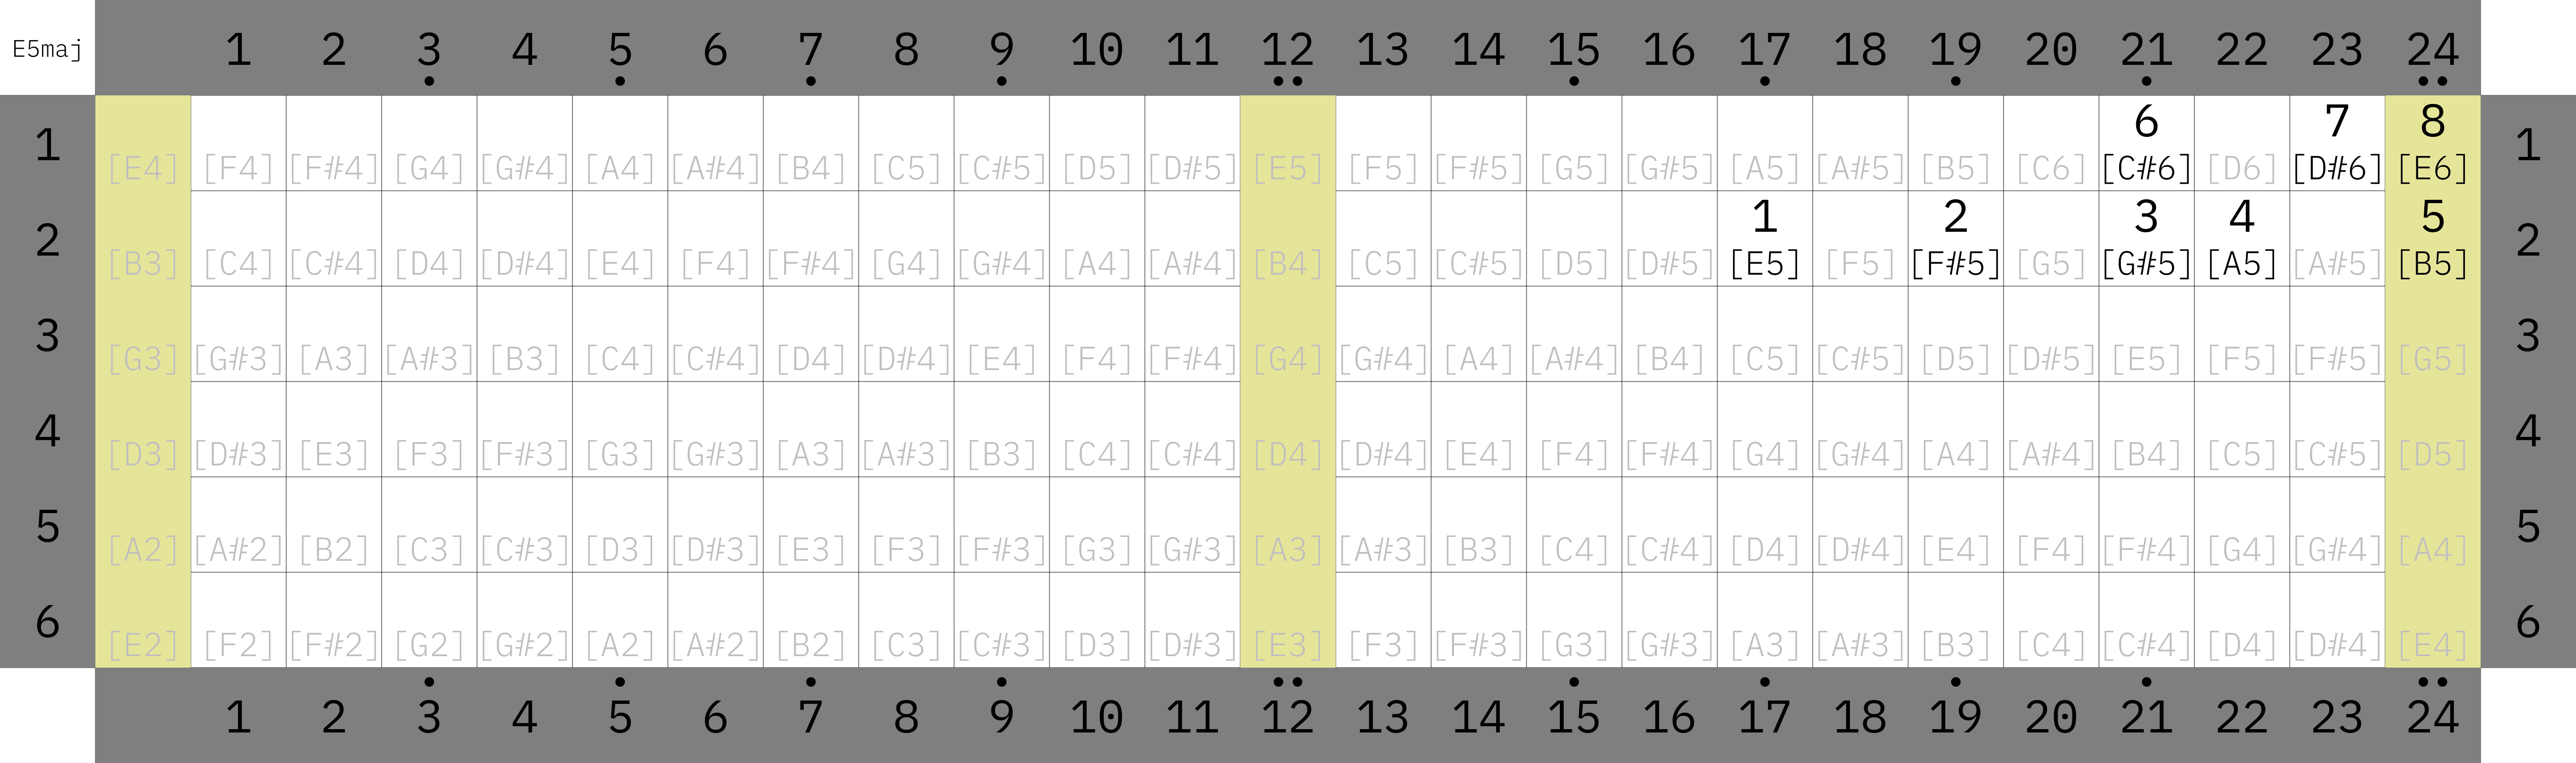 E5maj 1 2 3 4 5 6 7 8 9 10 11 12 13 14 15 16 17 18 19 20 21 22 23 24
6 7 8
1 [E4] [F4] [F#4] [G4] [G#4] [A4] [A#4] [B4] [C5] [C#5] [D5] [D#5] [E5] [F5] [F#5] [G5] [G#5] [A5] [A#5] [B5] [C6] [C#6] [D6] [D#6] [E6] 1
1 2 3 4 5
2 [B3] [C4] [C#4] [D4] [D#4] [E4] [F4] [F#4] [G4] [G#4] [A4] [A#4] [B4] [C5] [C#5] [D5] [D#5] [E5] [F5] [F#5] [G5] [G#5] [A5] [A#5] [B5] 2
3 [G3] [G#3] [A3] [A#3] [B3] [C4] [C#4] [D4] [D#4] [E4] [F4] [F#4] [G4] [G#4] [A4] [A#4] [B4] [C5] [C#5] [D5] [D#5] [E5] [F5] [F#5] [G5] 3
4 [D3] [D#3] [E3] [F3] [F#3] [G3] [G#3] [A3] [A#3] [B3] [C4] [C#4] [D4] [D#4] [E4] [F4] [F#4] [G4] [G#4] [A4] [A#4] [B4] [C5] [C#5] [D5] 4
5 [A2] [A#2] [B2] [C3] [C#3] [D3] [D#3] [E3] [F3] [F#3] [G3] [G#3] [A3] [A#3] [B3] [C4] [C#4] [D4] [D#4] [E4] [F4] [F#4] [G4] [G#4] [A4] 5
6 [E2] [F2] [F#2] [G2] [G#2] [A2] [A#2] [B2] [C3] [C#3] [D3] [D#3] [E3] [F3] [F#3] [G3] [G#3] [A3] [A#3] [B3] [C4] [C#4] [D4] [D#4] [E4] 6
1 2 3 4 5 6 7 8 9 10 11 12 13 14 15 16 17 18 19 20 21 22 23 24